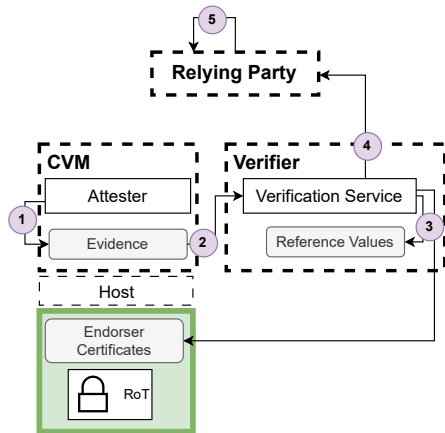 5
Relying Party
4
CVM
Verifier
Attester
Verification Service
1
Evidence
2
Reference Values
3
Host
Endorser
Certificates
RoT